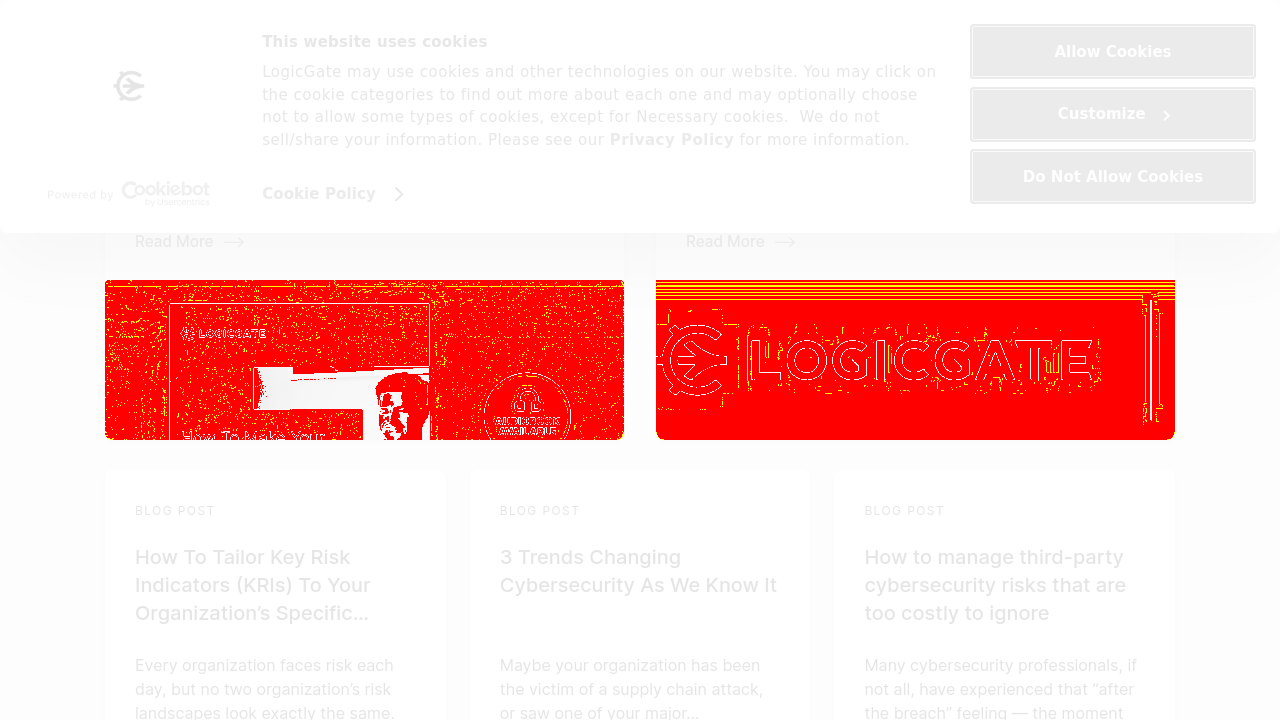 This website uses cookies
LogicGate may use cookies and other technologies on our website. You may click on
the cookie categories to find out more about each one and may optionally choose
not to allow some types of cookies, except for Necessary cookies.  We do not
sell/share your information. Please see our Privacy Policy for more information.
Cookie Policy
Powered by Cookiebot
by Usercentrics
Allow Cookies
Customize
Do Not Allow Cookies
Read More
Read More
LOGICGATE
How To Make Your
AUDIOBOOK
AVAILABLE
LOGICGATE
BLOG POST
How To Tailor Key Risk
Indicators (KRIs) To Your
Organization’s Specific...
Every organization faces risk each
day, but no two organization’s risk
landscapes look exactly the same.
BLOG POST
3 Trends Changing
Cybersecurity As We Know It
Maybe your organization has been
the victim of a supply chain attack,
or saw one of your major...
BLOG POST
How to manage third-party
cybersecurity risks that are
too costly to ignore
Many cybersecurity professionals, if
not all, have experienced that “after
the breach” feeling — the moment